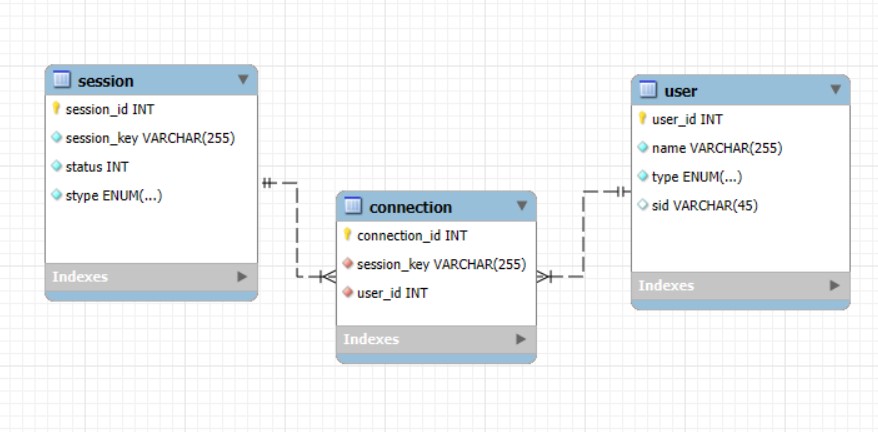 session
session_id INT
session_key VARCHAR(255)
status INT
stype ENUM(...)
Indexes
connection
connection_id INT
session_key VARCHAR(255)
user_id INT
Indexes
user
user_id INT
name VARCHAR(255)
type ENUM(...)
sid VARCHAR(45)
Indexes